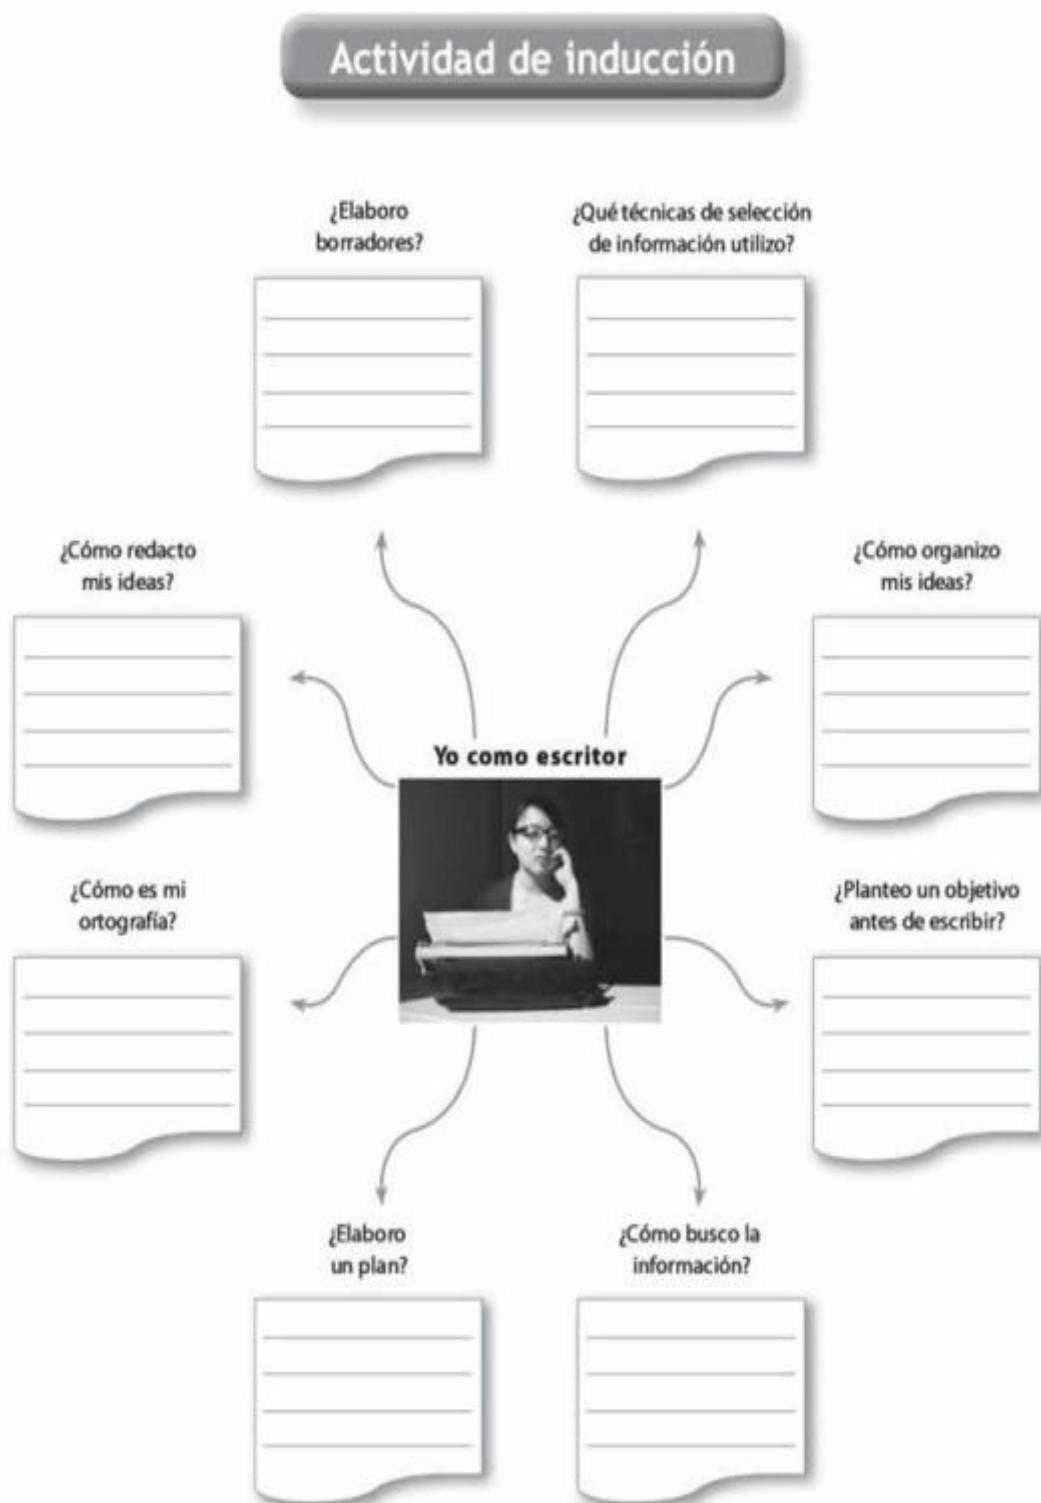 Actividad de inducción
¿Elaboro
borradores?
¿Qué técnicas de selección
de información utilizo?
¿Cómo redacto
mis ideas?
¿Cómo organizo
mis ideas?
Yo como escritor
¿Cómo es mi
ortografía?
¿Planteo un objetivo
antes de escribir?
¿Elaboro
un plan?
¿Cómo busco la
información?